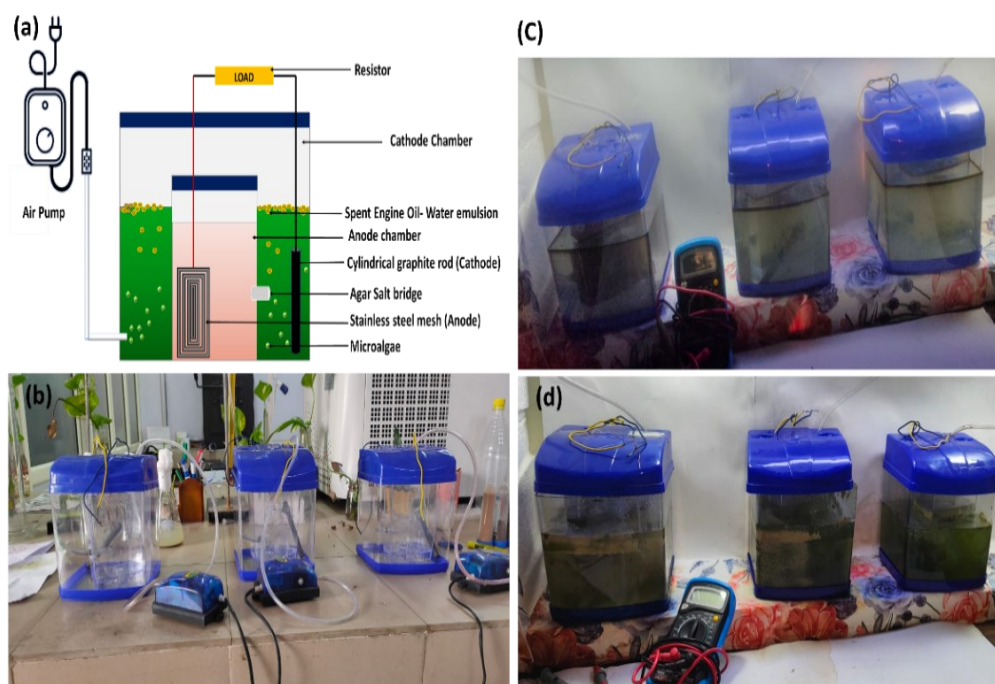 (a)
LOAD
Resistor
Cathode Chamber
Air Pump
Spent Engine Oil- Water emulsion
Anode chamber
Cylindrical graphite rod (Cathode)
Agar Salt bridge
Stainless steel mesh (Anode)
Microalgae
(b)
(C)
(d)